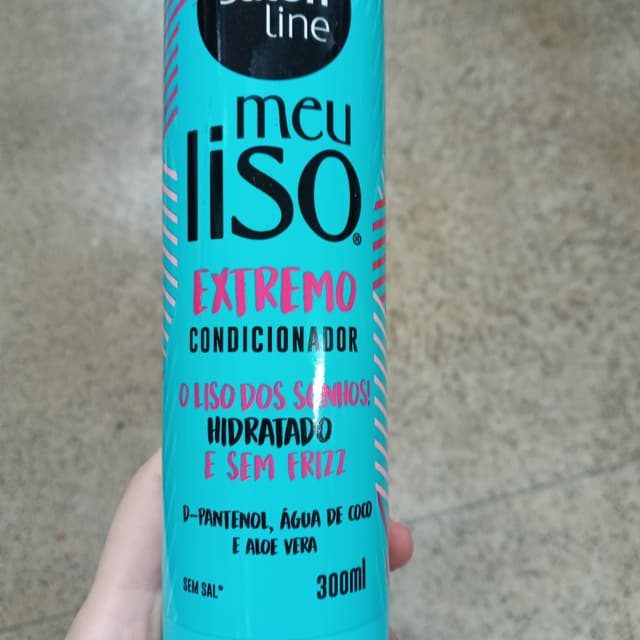 line
meu
liso
EXTREMO
CONDICIONADOR
O LISO DOS SONHOS!
HIDRATADO
E SEM FRIZZ
D-PANTENOL, ÁGUA DE COCO
E ALOE VERA
SEM SAL* 300ml